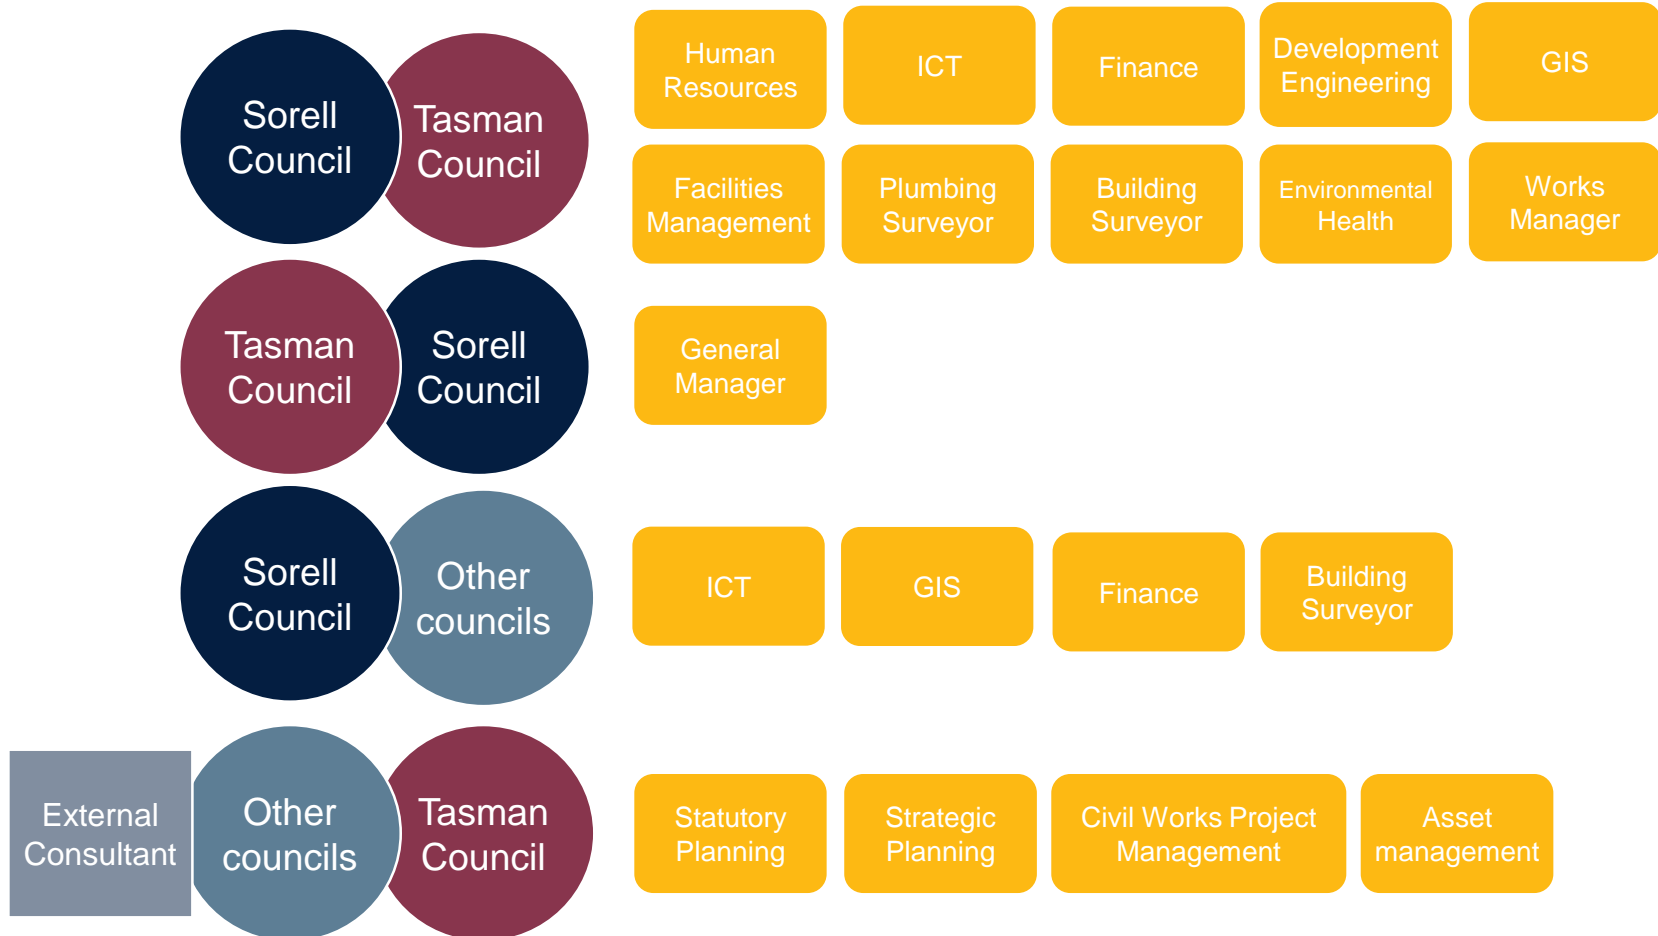 Sorell
Council
Tasman
Council
Human
Resources
ICT
Finance
Development
Engineering
GIS
Facilities
Management
Plumbing
Surveyor
Building
Surveyor
Environmental
Health
Works
Manager
Tasman
Council
Sorell
Council
General
Manager
Sorell
Council
Other
councils
ICT
GIS
Finance
Building
Surveyor
External
Consultant
Other
councils
Tasman
Council
Statutory
Planning
Strategic
Planning
Civil Works Project
Management
Asset
management